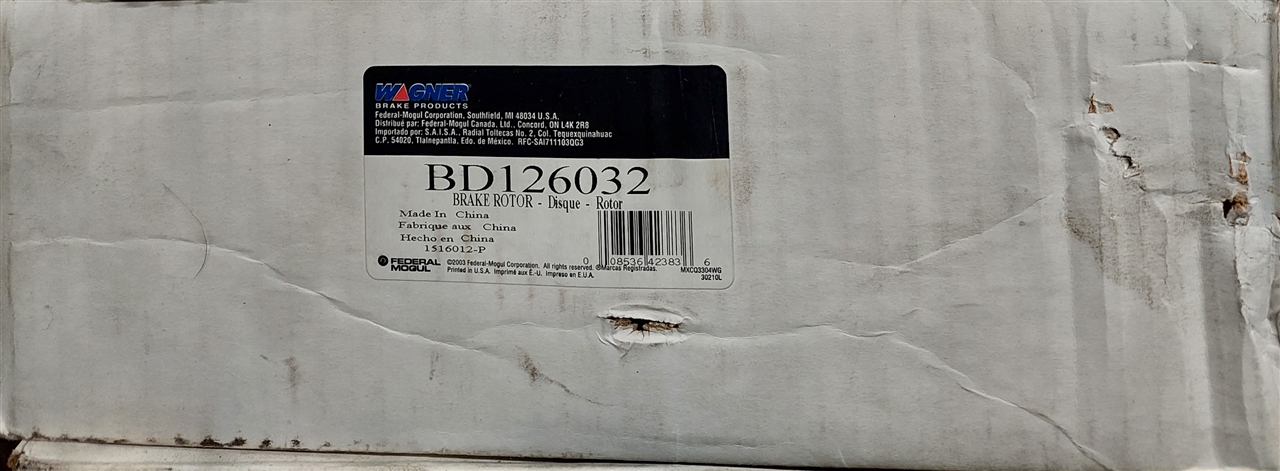 WAGNER
BRAKE PRODUCTS
Federal-Mogul Corporation, Southfield, MI 48034 U.S.A.
Distribué par: Federal-Mogul Canada, Ltd., Concord, ON L4K 2R8
Importado por: S.A.I.S.A., Radial Toltecas No. 2, Col. Tequexquinahuac
C.P. 54020, Tlalnepantla, Edo. de México. RFC-SAI711103QG3
BD126032
BRAKE ROTOR - Disque - Rotor
Made In China
Fabrique aux China
Hecho en China
1516012-P
0 08536 42383 6
FEDERAL
MOGUL
©2003 Federal-Mogul Corporation. All rights reserved. ®Marcas Registradas.
Printed in U.S.A. Imprimé aux É.-U. Impreso en E.U.A.
MXCQ3304WG
30210L